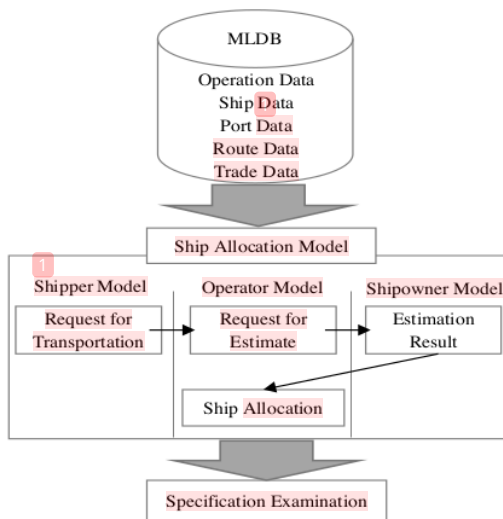 MLDB
Operation Data
Ship Data
Port Data
Route Data
Trade Data
Ship Allocation Model
1
Shipper Model
Operator Model
Shipowner Model
Request for
Transportation
Request for
Estimate
Estimation
Result
Ship Allocation
Specification Examination